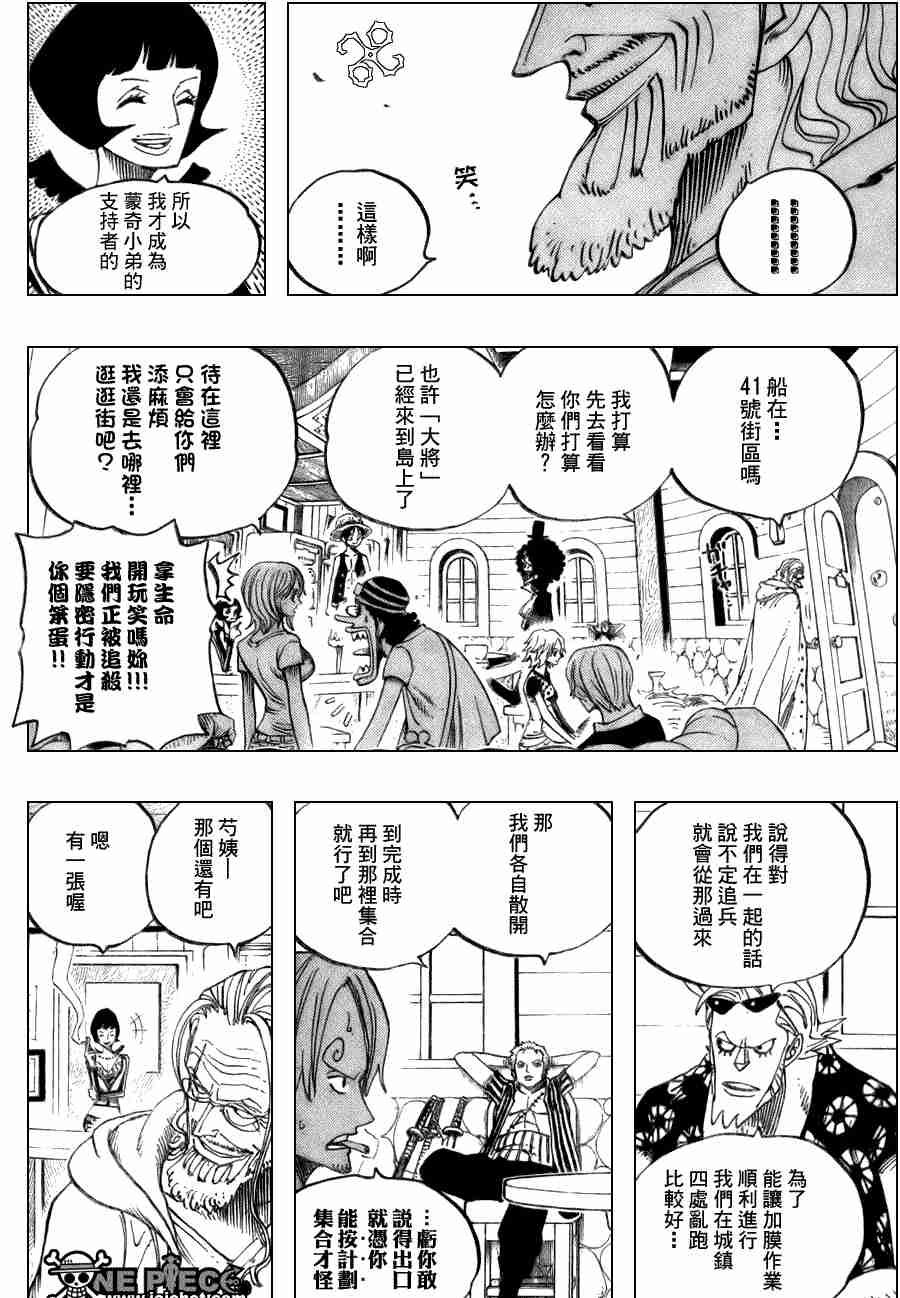 ………………
笑…
這樣啊
………
所以
我才成為
蒙奇小弟的
支持者的
船在…
41號街區嗎
我打算
先去看看
你們打算
怎麼辦?
也許「大將」
已經來到島上了
待在這裡
只會給你們
添麻煩
我還是去哪裡…
逛逛街吧?
拿生命
開玩笑嗎妳!!!
我們正被追殺
要隱密行動才是
你個笨蛋!!
ガチャ
說得對
我們在一起的話
說不定追兵
就會從那過來
為了
能讓加膜作業
順利進行
我們在城鎮
四處亂跑
比較好…
那
我們各自散開
到完成時
再到那裡集合
就行了吧
…虧你敢
說得出口
就憑你
能按計劃
集合才怪
芍姨—
那個還有吧
嗯
有一張喔
ONE PIECE